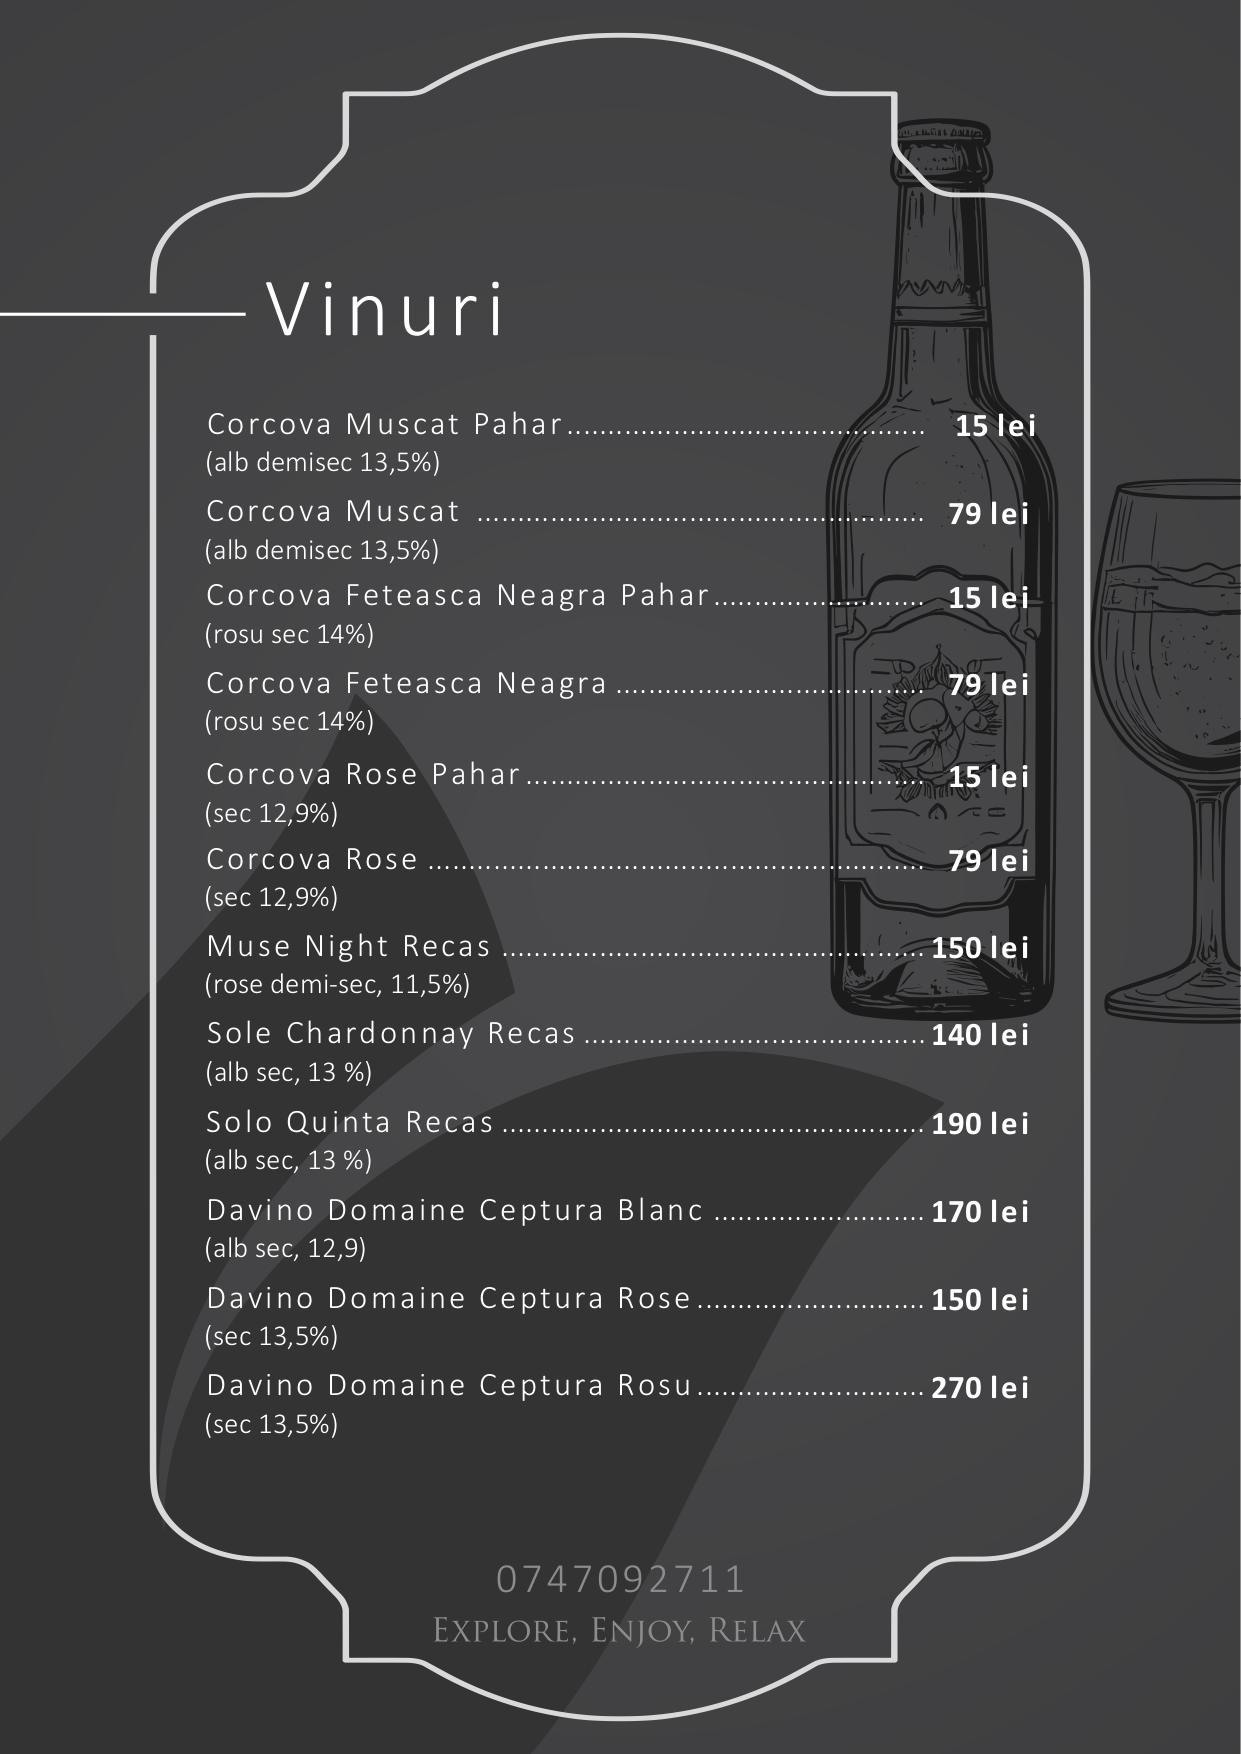 Vinuri
Corcova Muscat Pahar............................................ 15 lei
(alb demisec 13,5%)
Corcova Muscat ....................................................... 79 lei
(alb demisec 13,5%)
Corcova Feteasca Neagra Pahar.......................... 15 lei
(rosu sec 14%)
Corcova Feteasca Neagra ...................................... 79 lei
(rosu sec 14%)
Corcova Rose Pahar................................................. 15 lei
(sec 12,9%)
Corcova Rose ............................................................. 79 lei
(sec 12,9%)
Muse Night Recas .................................................... 150 lei
(rose demi-sec, 11,5%)
Sole Chardonnay Recas .......................................... 140 lei
(alb sec, 13 %)
Solo Quinta Recas .................................................... 190 lei
(alb sec, 13 %)
Davino Domaine Ceptura Blanc .......................... 170 lei
(alb sec, 12,9)
Davino Domaine Ceptura Rose............................ 150 lei
(sec 13,5%)
Davino Domaine Ceptura Rosu............................ 270 lei
(sec 13,5%)
0747092711
Explore, Enjoy, Relax